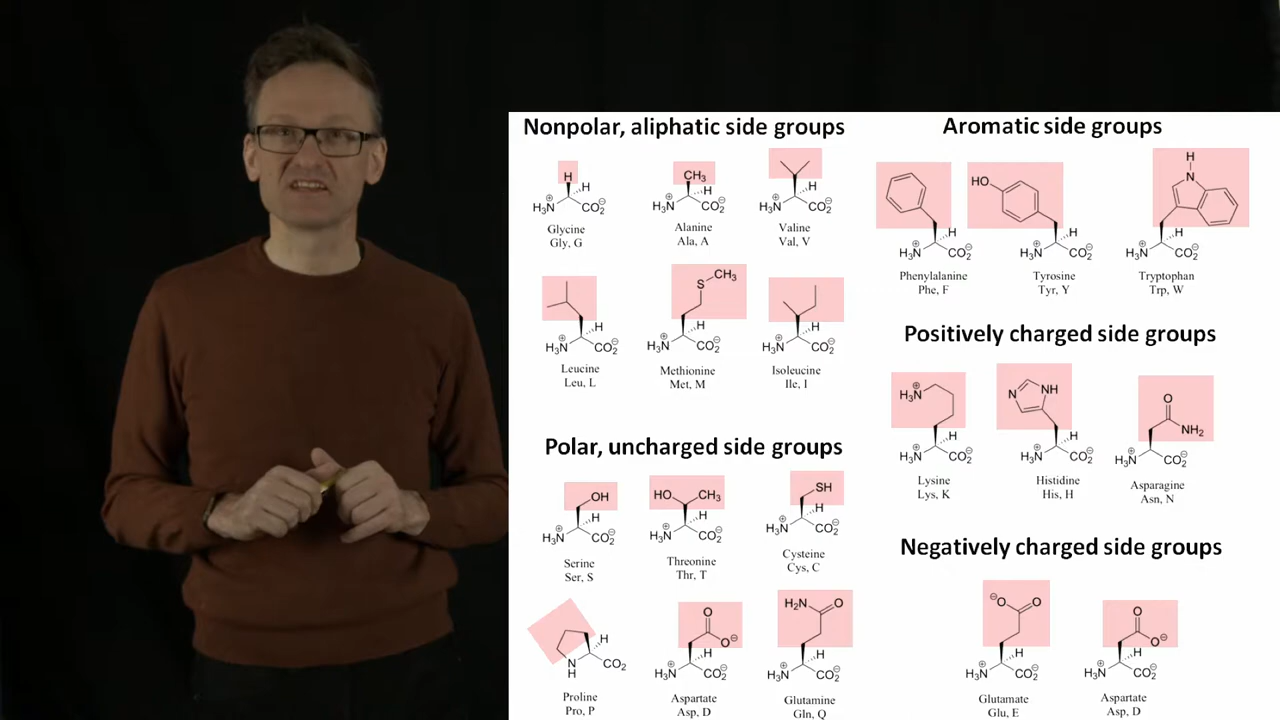 Nonpolar, aliphatic side groups
H
H
H₃N⊕
CO₂⊖
Glycine
Gly, G
CH₃
H
H₃N⊕
CO₂⊖
Alanine
Ala, A
H
H₃N⊕
CO₂⊖
Valine
Val, V
H
H₃N⊕
CO₂⊖
Leucine
Leu, L
S
CH₃
H
H₃N⊕
CO₂⊖
Methionine
Met, M
H
H₃N⊕
CO₂⊖
Isoleucine
Ile, I
Polar, uncharged side groups
OH
H
H₃N⊕
CO₂⊖
Serine
Ser, S
HO
CH₃
H
H₃N⊕
CO₂⊖
Threonine
Thr, T
SH
H
H₃N⊕
CO₂⊖
Cysteine
Cys, C
H
N
H
CO₂
Proline
Pro, P
O
O⊖
H
H₃N⊕
CO₂⊖
Aspartate
Asp, D
H₂N
O
H
H₃N⊕
CO₂⊖
Glutamine
Gln, Q
Aromatic side groups
H
H₃N⊕
CO₂⊖
Phenylalanine
Phe, F
HO
H
H₃N⊕
CO₂⊖
Tyrosine
Tyr, Y
H
N
H
H₃N⊕
CO₂⊖
Tryptophan
Trp, W
Positively charged side groups
H₃N⊕
H
H₃N⊕
CO₂⊖
Lysine
Lys, K
N
NH
H
H₃N⊕
CO₂⊖
Histidine
His, H
O
NH₂
H₃N⊕
CO₂⊖
Asparagine
Asn, N
Negatively charged side groups
⊖O
O
H
H₃N⊕
CO₂⊖
Glutamate
Glu, E
O
O⊖
H
H₃N⊕
CO₂⊖
Aspartate
Asp, D